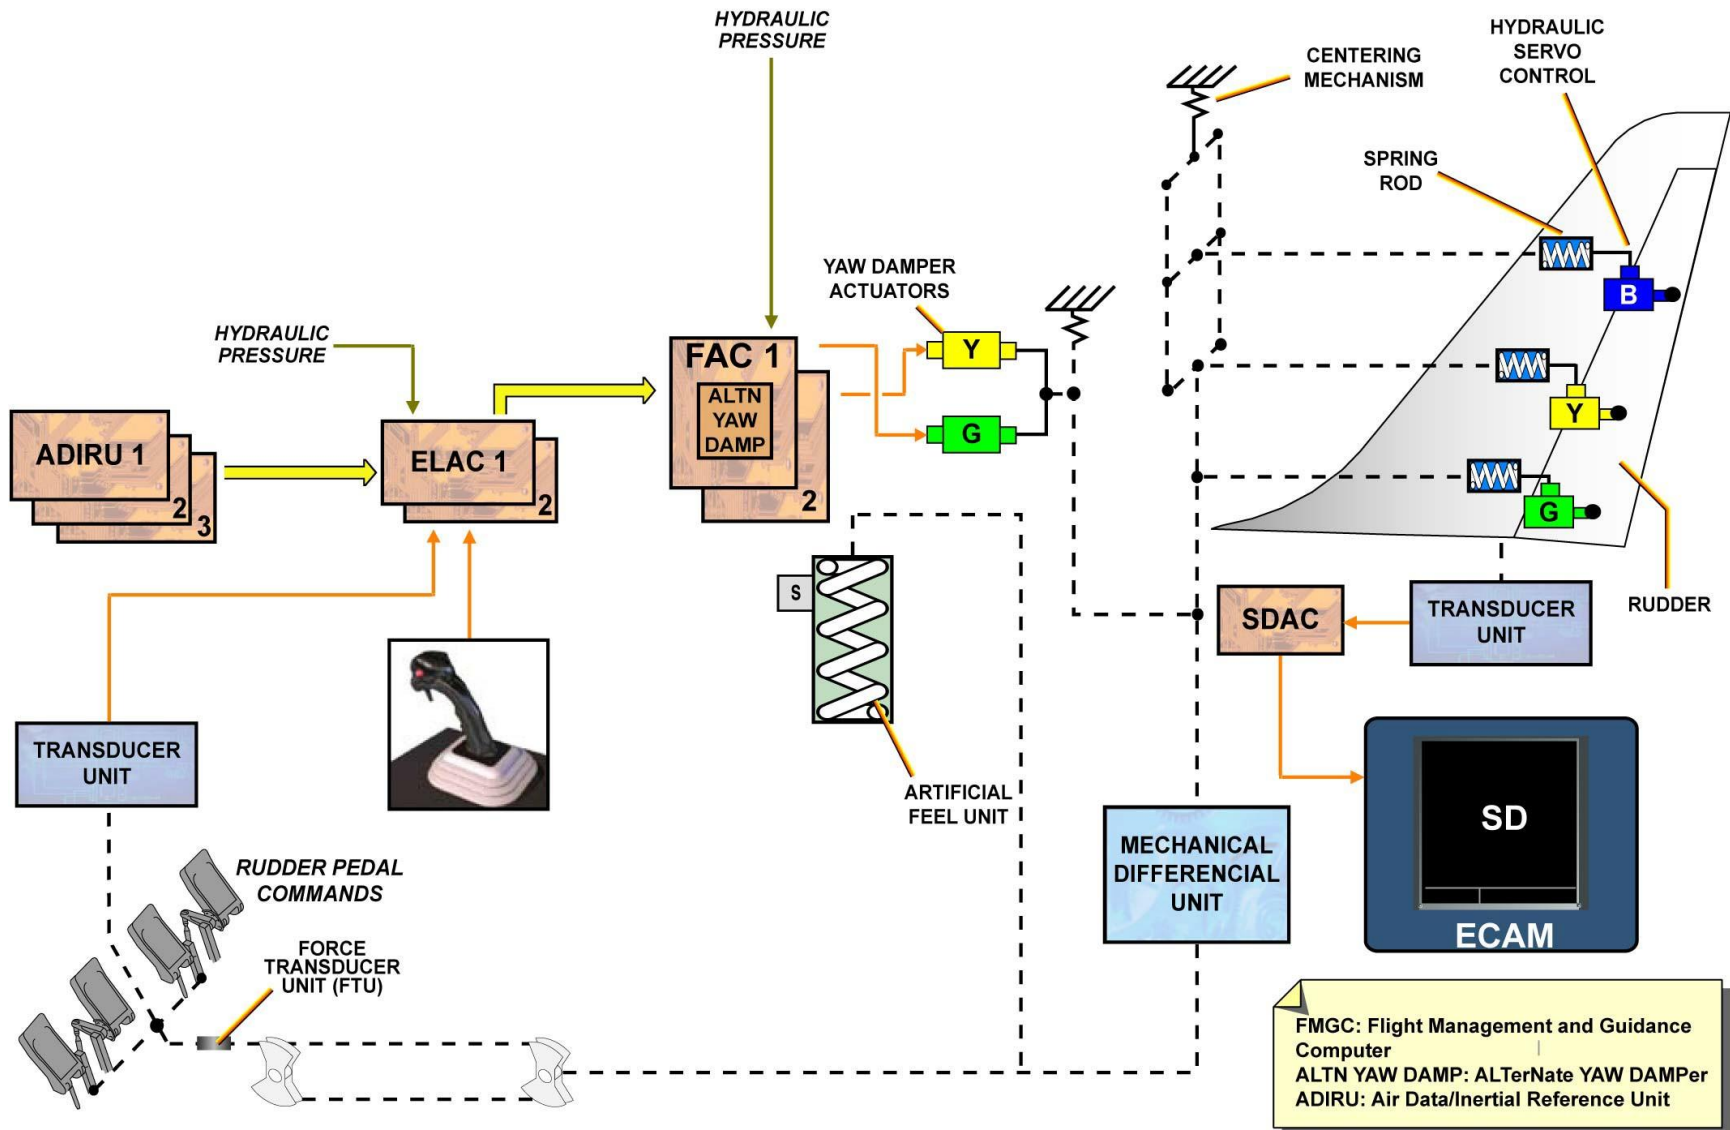 HYDRAULIC
PRESSURE
HYDRAULIC
SERVO
CONTROL
CENTERING
MECHANISM
SPRING
ROD
YAW DAMPER
ACTUATORS
HYDRAULIC
PRESSURE
B
Y
FAC 1
ALTN
YAW
DAMP
2
G
Y
G
ADIRU 1
2
3
ELAC 1
2
S
SDAC
TRANSDUCER
UNIT
RUDDER
TRANSDUCER
UNIT
ARTIFICIAL
FEEL UNIT
SD
ECAM
MECHANICAL
DIFFERENCIAL
UNIT
RUDDER PEDAL
COMMANDS
FORCE
TRANSDUCER
UNIT (FTU)
FMGC: Flight Management and Guidance
Computer
ALTN YAW DAMP: ALTerNate YAW DAMPer
ADIRU: Air Data/Inertial Reference Unit